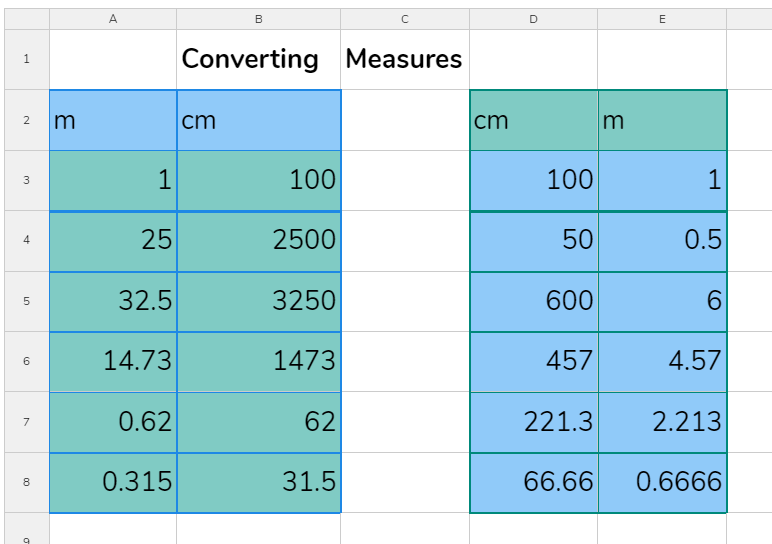 A B C D E
1 Converting Measures
2 m cm cm m
3 1 100 100 1
4 25 2500 50 0.5
5 32.5 3250 600 6
6 14.73 1473 457 4.57
7 0.62 62 221.3 2.213
8 0.315 31.5 66.66 0.6666
9